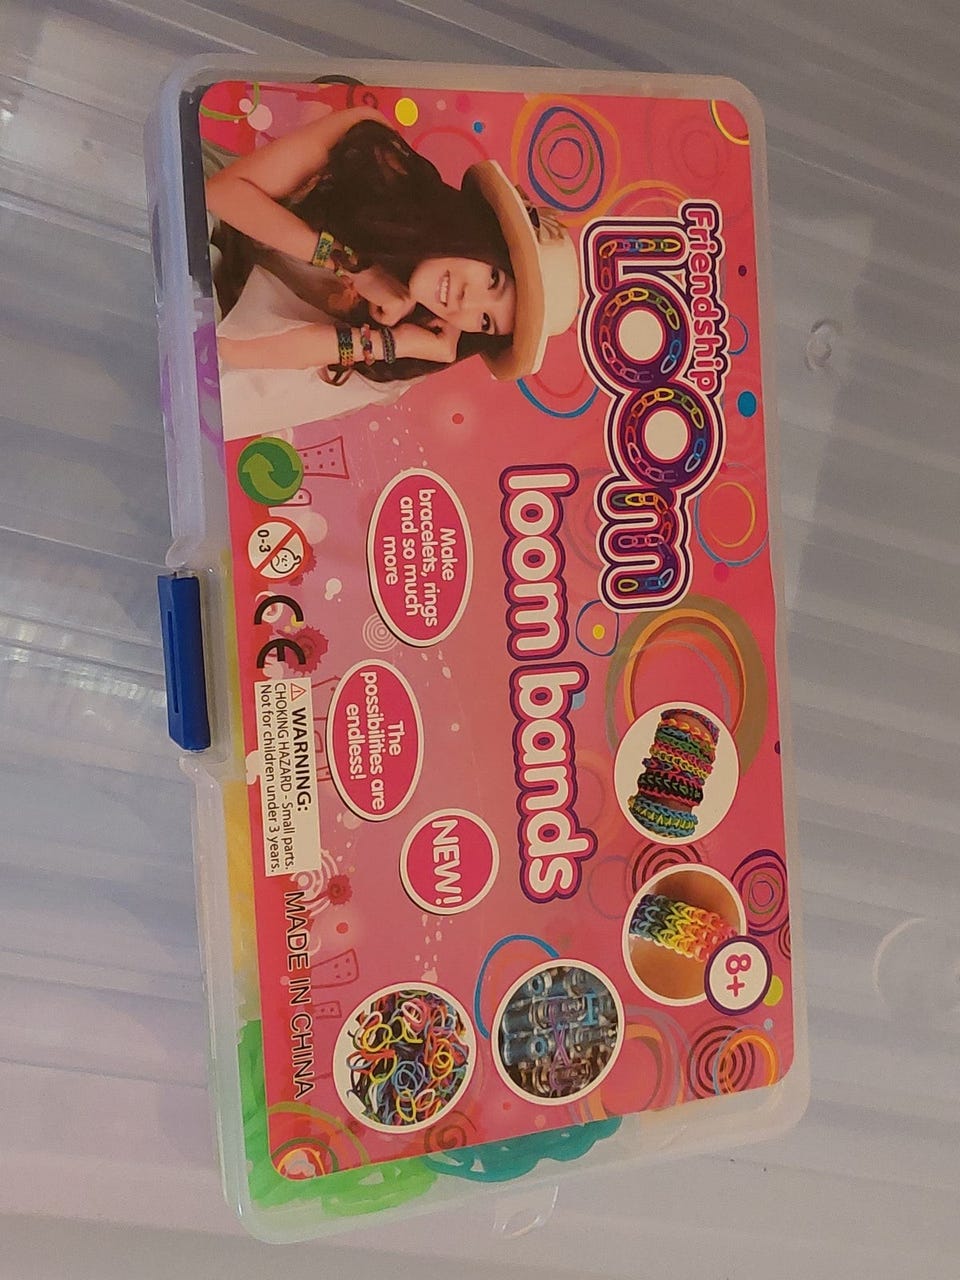 Friendship
Loom
loom bands
8+
Make
bracelets, rings
and so much
more
The
possibilities are
endless!
NEW!
0-3
CE
WARNING:
CHOKING HAZARD - Small parts.
Not for children under 3 years.
MADE IN CHINA